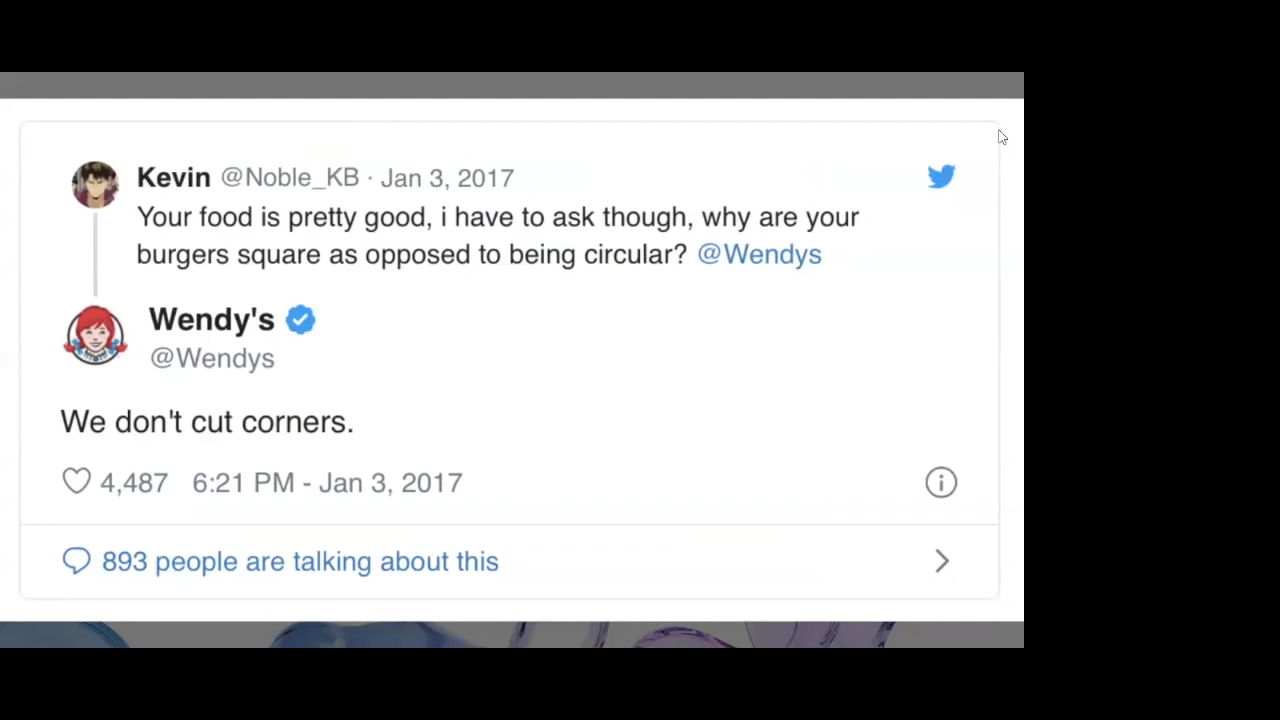 Kevin @Noble_KB · Jan 3, 2017
Your food is pretty good, i have to ask though, why are your
burgers square as opposed to being circular? @Wendys
Wendy's
@Wendys
We don't cut corners.
4,487 6:21 PM - Jan 3, 2017
893 people are talking about this